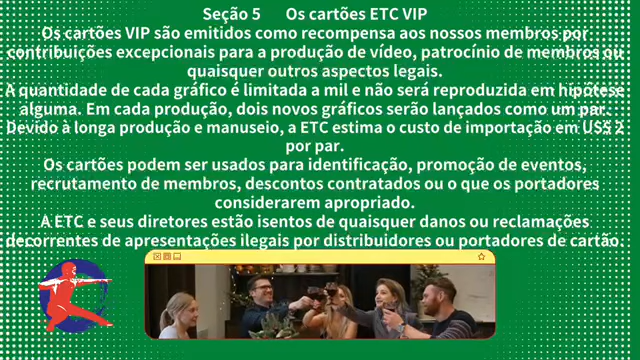 Seção 5 Os cartões ETC VIP
Os cartões VIP são emitidos como recompensa aos nossos membros por
contribuições excepcionais para a produção de vídeo, patrocínio de membros ou
quaisquer outros aspectos legais.
A quantidade de cada gráfico é limitada a mil e não será reproduzida em hipótese
alguma. Em cada produção, dois novos gráficos serão lançados como um par.
Devido à longa produção e manuseio, a ETC estima o custo de importação em US$ 2
por par.
Os cartões podem ser usados para identificação, promoção de eventos,
recrutamento de membros, descontos contratados ou o que os portadores
considerarem apropriado.
A ETC e seus diretores estão isentos de quaisquer danos ou reclamações
decorrentes de apresentações ilegais por distribuidores ou portadores de cartão.